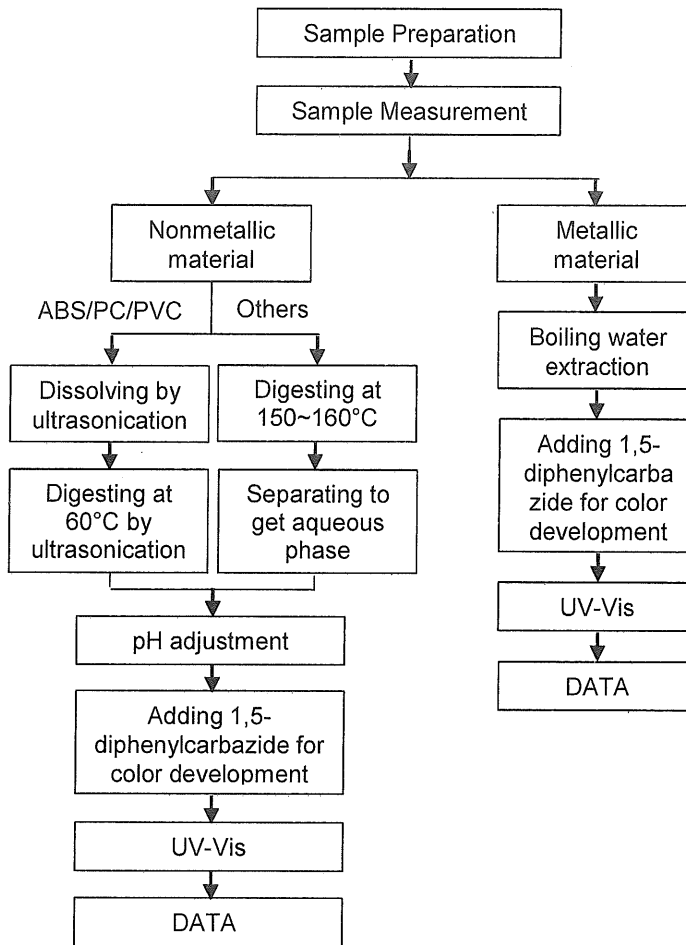 Sample Preparation
Sample Measurement
Nonmetallic
material
Metallic
material
ABS/PC/PVC
Others
Boiling water
extraction
Dissolving by
ultrasonication
Digesting at
150~160°C
Adding 1,5-
diphenylcarba
zide for color
development
Digesting at
60°C by
ultrasonication
Separating to
get aqueous
phase
UV-Vis
pH adjustment
DATA
Adding 1,5-
diphenylcarbazide for
color development
UV-Vis
DATA